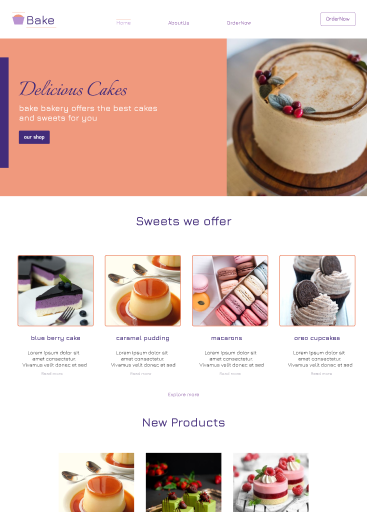 Bake
Home
AboutUs
OrderNow
OrderNow
Delicious Cakes
bake bakery offers the best cakes
and sweets for you
our shop
Sweets we offer
blue berry cake
Lorem ipsum dolor sit
amet consectetur.
Vivamus velit donec et sed
Read more
caramal pudding
Lorem ipsum dolor sit
amet consectetur.
Vivamus velit donec et sed
Read more
macarons
Lorem ipsum dolor sit
amet consectetur.
Vivamus velit donec et sed
Read more
oreo cupcakes
Lorem ipsum dolor sit
amet consectetur.
Vivamus velit donec et sed
Read more
Explore more
New Products